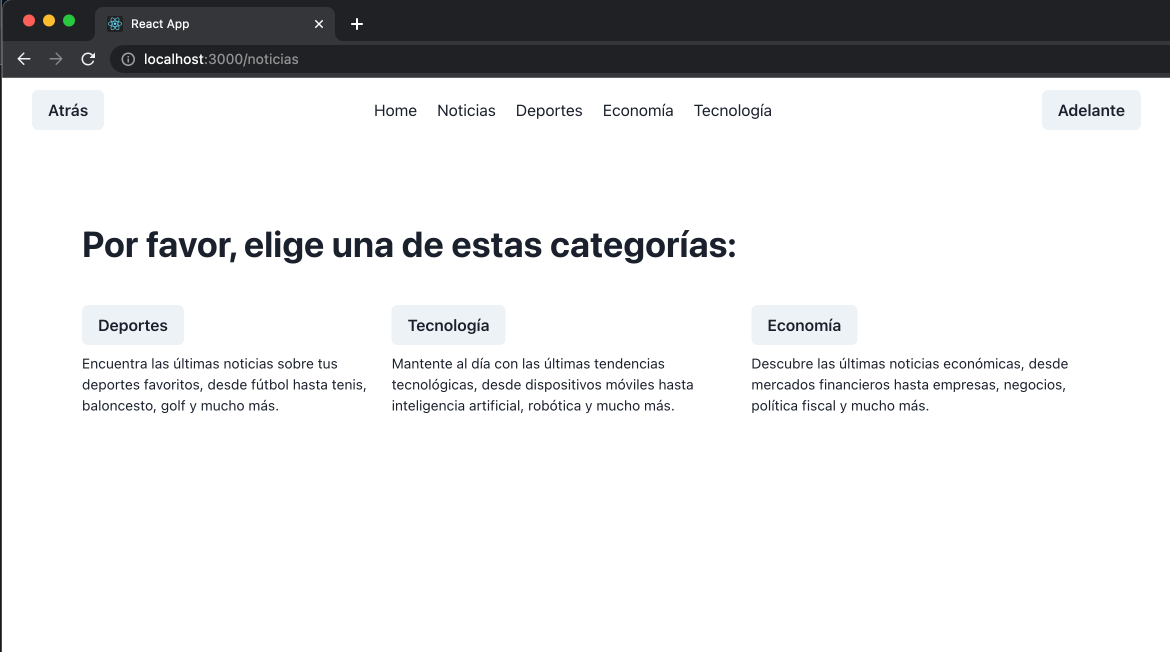 React App
localhost:3000/noticias
Atrás
Home Noticias Deportes Economía Tecnología
Adelante
Por favor, elige una de estas categorías:
Deportes
Encuentra las últimas noticias sobre tus
deportes favoritos, desde fútbol hasta tenis,
baloncesto, golf y mucho más.
Tecnología
Mantente al día con las últimas tendencias
tecnológicas, desde dispositivos móviles hasta
inteligencia artificial, robótica y mucho más.
Economía
Descubre las últimas noticias económicas, desde
mercados financieros hasta empresas, negocios,
política fiscal y mucho más.